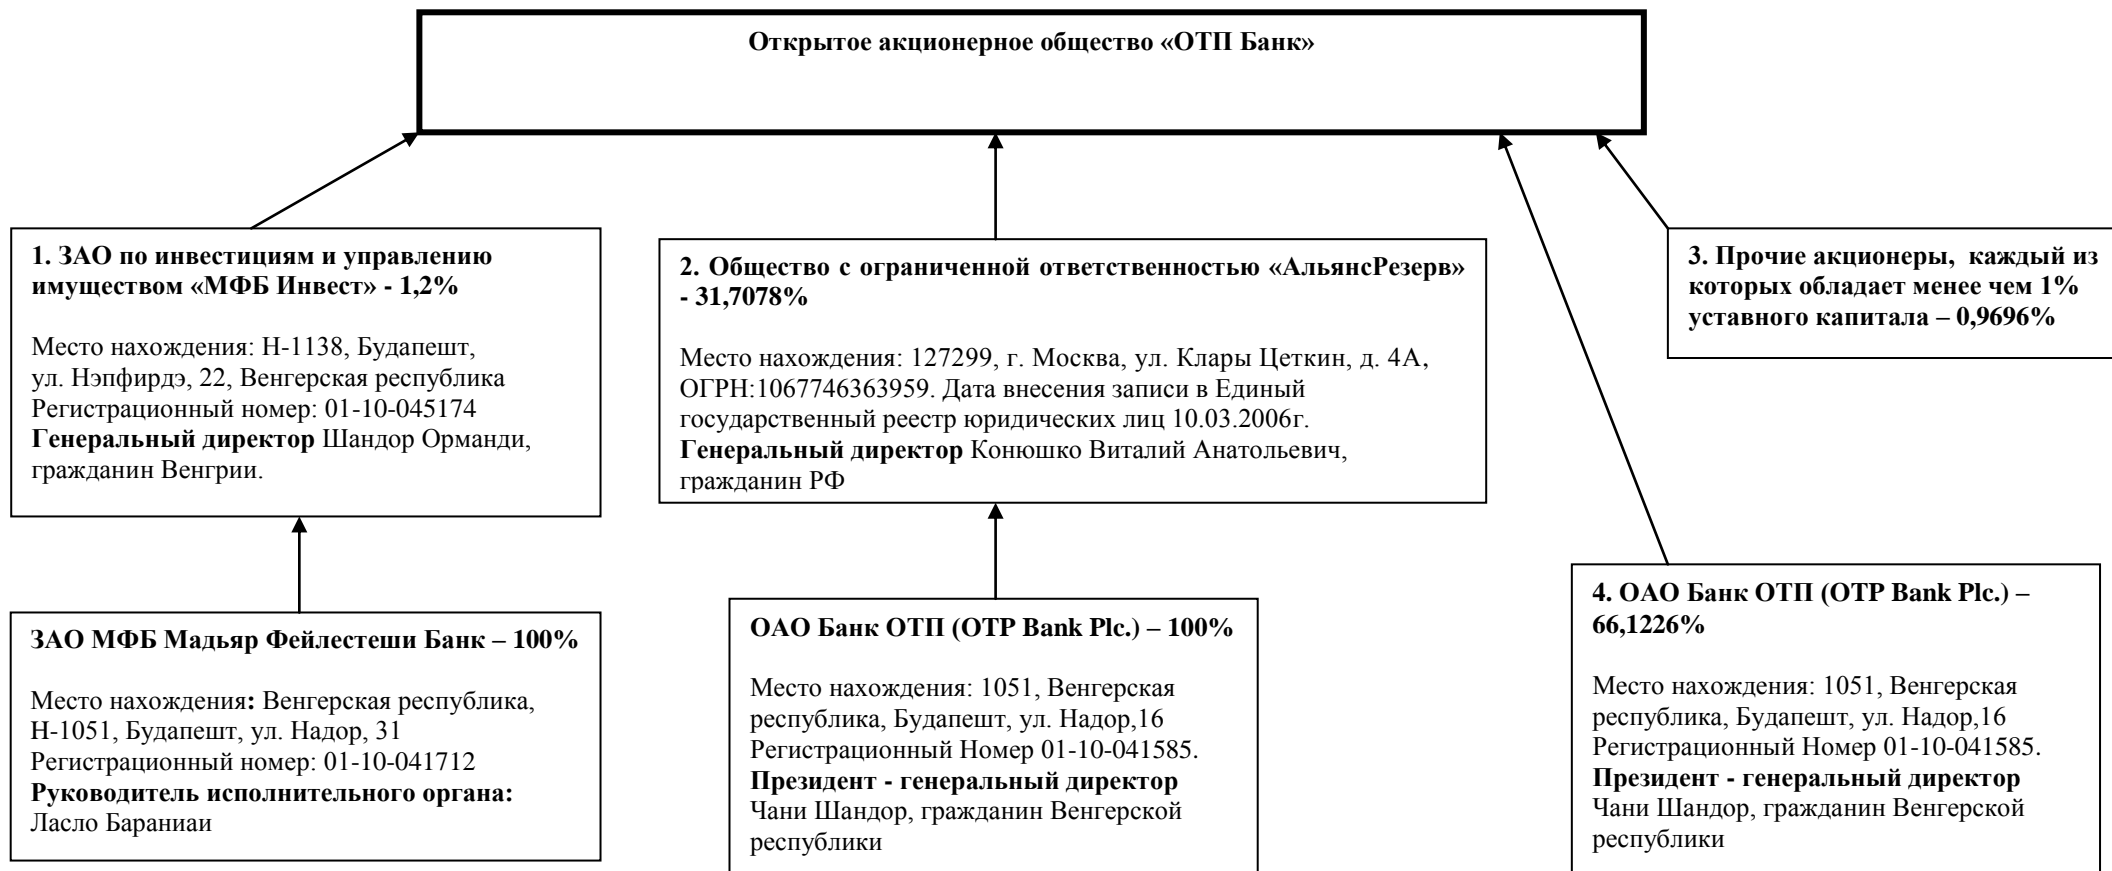 Открытое акционерное общество «ОТП Банк»
1. ЗАО по инвестициям и управлению
имуществом «МФБ Инвест» - 1,2%
Место нахождения: Н-1138, Будапешт,
ул. Нэпфирдэ, 22, Венгерская республика
Регистрационный номер: 01-10-045174
Генеральный директор Шандор Орманди,
гражданин Венгрии.
2. Общество с ограниченной ответственностью «АльянсРезерв»
- 31,7078%
Место нахождения: 127299, г. Москва, ул. Клары Цеткин, д. 4А,
ОГРН:1067746363959. Дата внесения записи в Единый
государственный реестр юридических лиц 10.03.2006г.
Генеральный директор Конюшко Виталий Анатольевич,
гражданин РФ
3. Прочие акционеры, каждый из
которых обладает менее чем 1%
уставного капитала – 0,9696%
ЗАО МФБ Мадьяр Фейлестеши Банк – 100%
Место нахождения: Венгерская республика,
Н-1051, Будапешт, ул. Надор, 31
Регистрационный номер: 01-10-041712
Руководитель исполнительного органа:
Ласло Бараниаи
ОАО Банк ОТП (OTP Bank Plc.) – 100%
Место нахождения: 1051, Венгерская
республика, Будапешт, ул. Надор,16
Регистрационный Номер 01-10-041585.
Президент - генеральный директор
Чани Шандор, гражданин Венгерской
республики
4. ОАО Банк ОТП (OTP Bank Plc.) –
66,1226%
Место нахождения: 1051, Венгерская
республика, Будапешт, ул. Надор,16
Регистрационный Номер 01-10-041585.
Президент - генеральный директор
Чани Шандор, гражданин Венгерской
республики